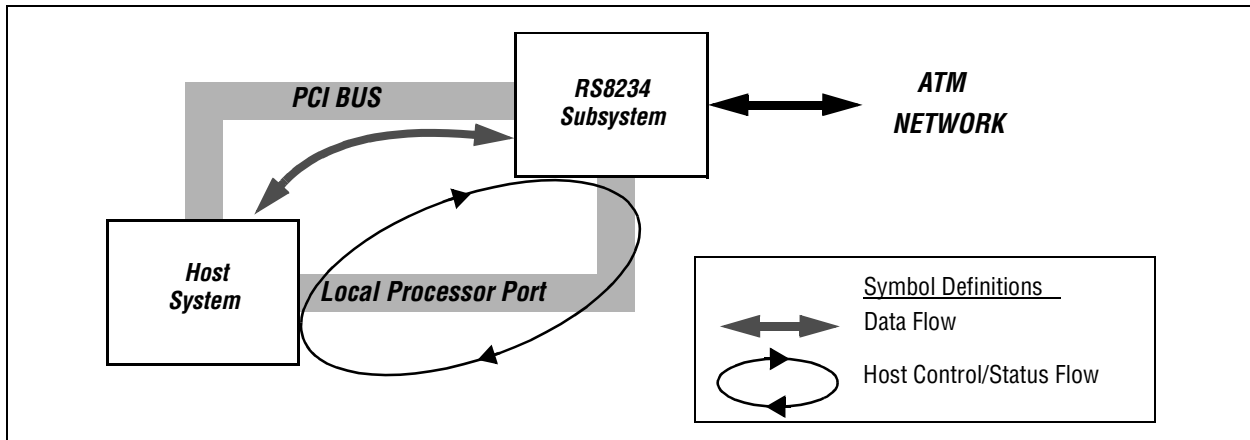 PCI BUS
RS8234
Subsystem
ATM
NETWORK
Host
System
Local Processor Port
Symbol Definitions
Data Flow
Host Control/Status Flow